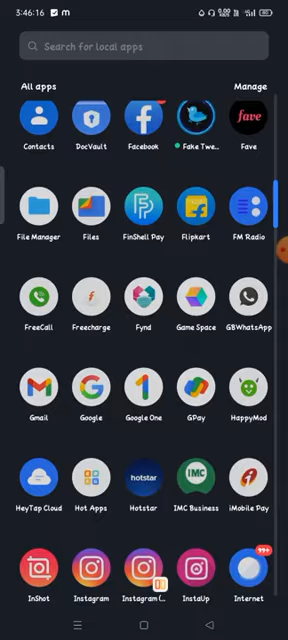 3:46:16
Search for local apps
All apps
Manage
Contacts
DocVault
Facebook
Fake Twe...
fave
Fave
File Manager
Files
FinShell Pay
Flipkart
FM Radio
FreeCall
Freecharge
Fynd
Game Space
GBWhatsApp
Gmail
Google
Google One
GPay
HappyMod
hotstar
IMC
HeyTap Cloud
Hot Apps
Hotstar
IMC Business
iMobile Pay
99+
InShot
Instagram
Instagram (...
InstaUp
Internet